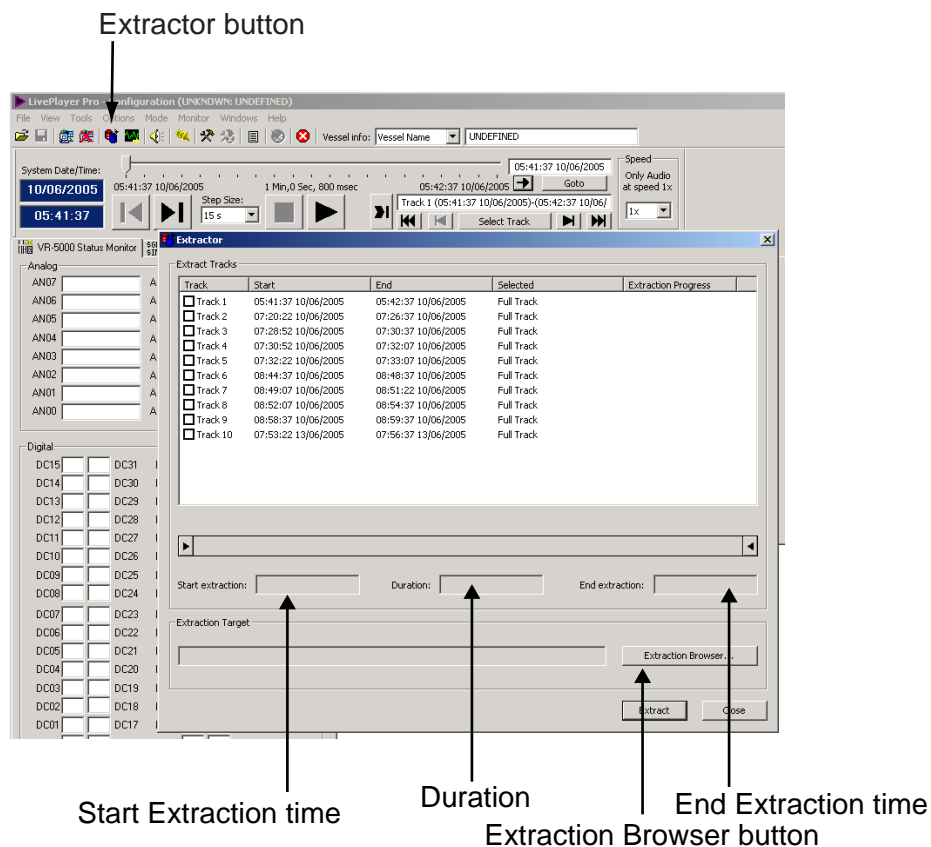 Extractor button
LivePlayer Pro - Configuration (UNKNOWN: UNDEFINED)
File View Tools Options Mode Monitor Windows Help
Vessel info: Vessel Name UNDEFINED
System Date/Time:
10/06/2005
05:41:37
05:41:37 10/06/2005
1 Min,0 Sec, 800 msec
05:42:37 10/06/2005
05:41:37 10/06/2005
Goto
Step Size:
15 s
Track 1 (05:41:37 10/06/2005)-(05:42:37 10/06/
Select Track
Speed
Only Audio
at speed 1x
1x
VR-5000 Status Monitor
Extractor
Analog
AN07 A
AN06 A
AN05 A
AN04 A
AN03 A
AN02 A
AN01 A
AN00 A
Digital
DC15 DC31
DC14 DC30
DC13 DC29
DC12 DC28
DC11 DC27
DC10 DC26
DC09 DC25
DC08 DC24
DC07 DC23
DC06 DC22
DC05 DC21
DC04 DC20
DC03 DC19
DC02 DC18
DC01 DC17
Extract Tracks
Track Start End Selected Extraction Progress
Track 1 05:41:37 10/06/2005 05:42:37 10/06/2005 Full Track
Track 2 07:20:22 10/06/2005 07:26:37 10/06/2005 Full Track
Track 3 07:28:52 10/06/2005 07:30:37 10/06/2005 Full Track
Track 4 07:30:52 10/06/2005 07:32:07 10/06/2005 Full Track
Track 5 07:32:22 10/06/2005 07:33:07 10/06/2005 Full Track
Track 6 08:44:37 10/06/2005 08:48:37 10/06/2005 Full Track
Track 7 08:49:07 10/06/2005 08:51:22 10/06/2005 Full Track
Track 8 08:52:07 10/06/2005 08:54:37 10/06/2005 Full Track
Track 9 08:58:37 10/06/2005 08:59:37 10/06/2005 Full Track
Track 10 07:53:22 13/06/2005 07:56:37 13/06/2005 Full Track
Start extraction: Duration: End extraction:
Extraction Target
Extraction Browser...
Extract Close
Start Extraction time
Duration
End Extraction time
Extraction Browser button